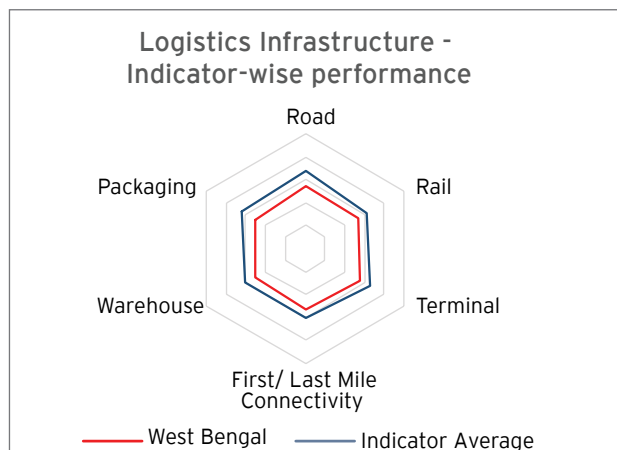 Logistics Infrastructure -
Indicator-wise performance
Road
Packaging
Rail
Warehouse
Terminal
First/ Last Mile
Connectivity
West Bengal
Indicator Average